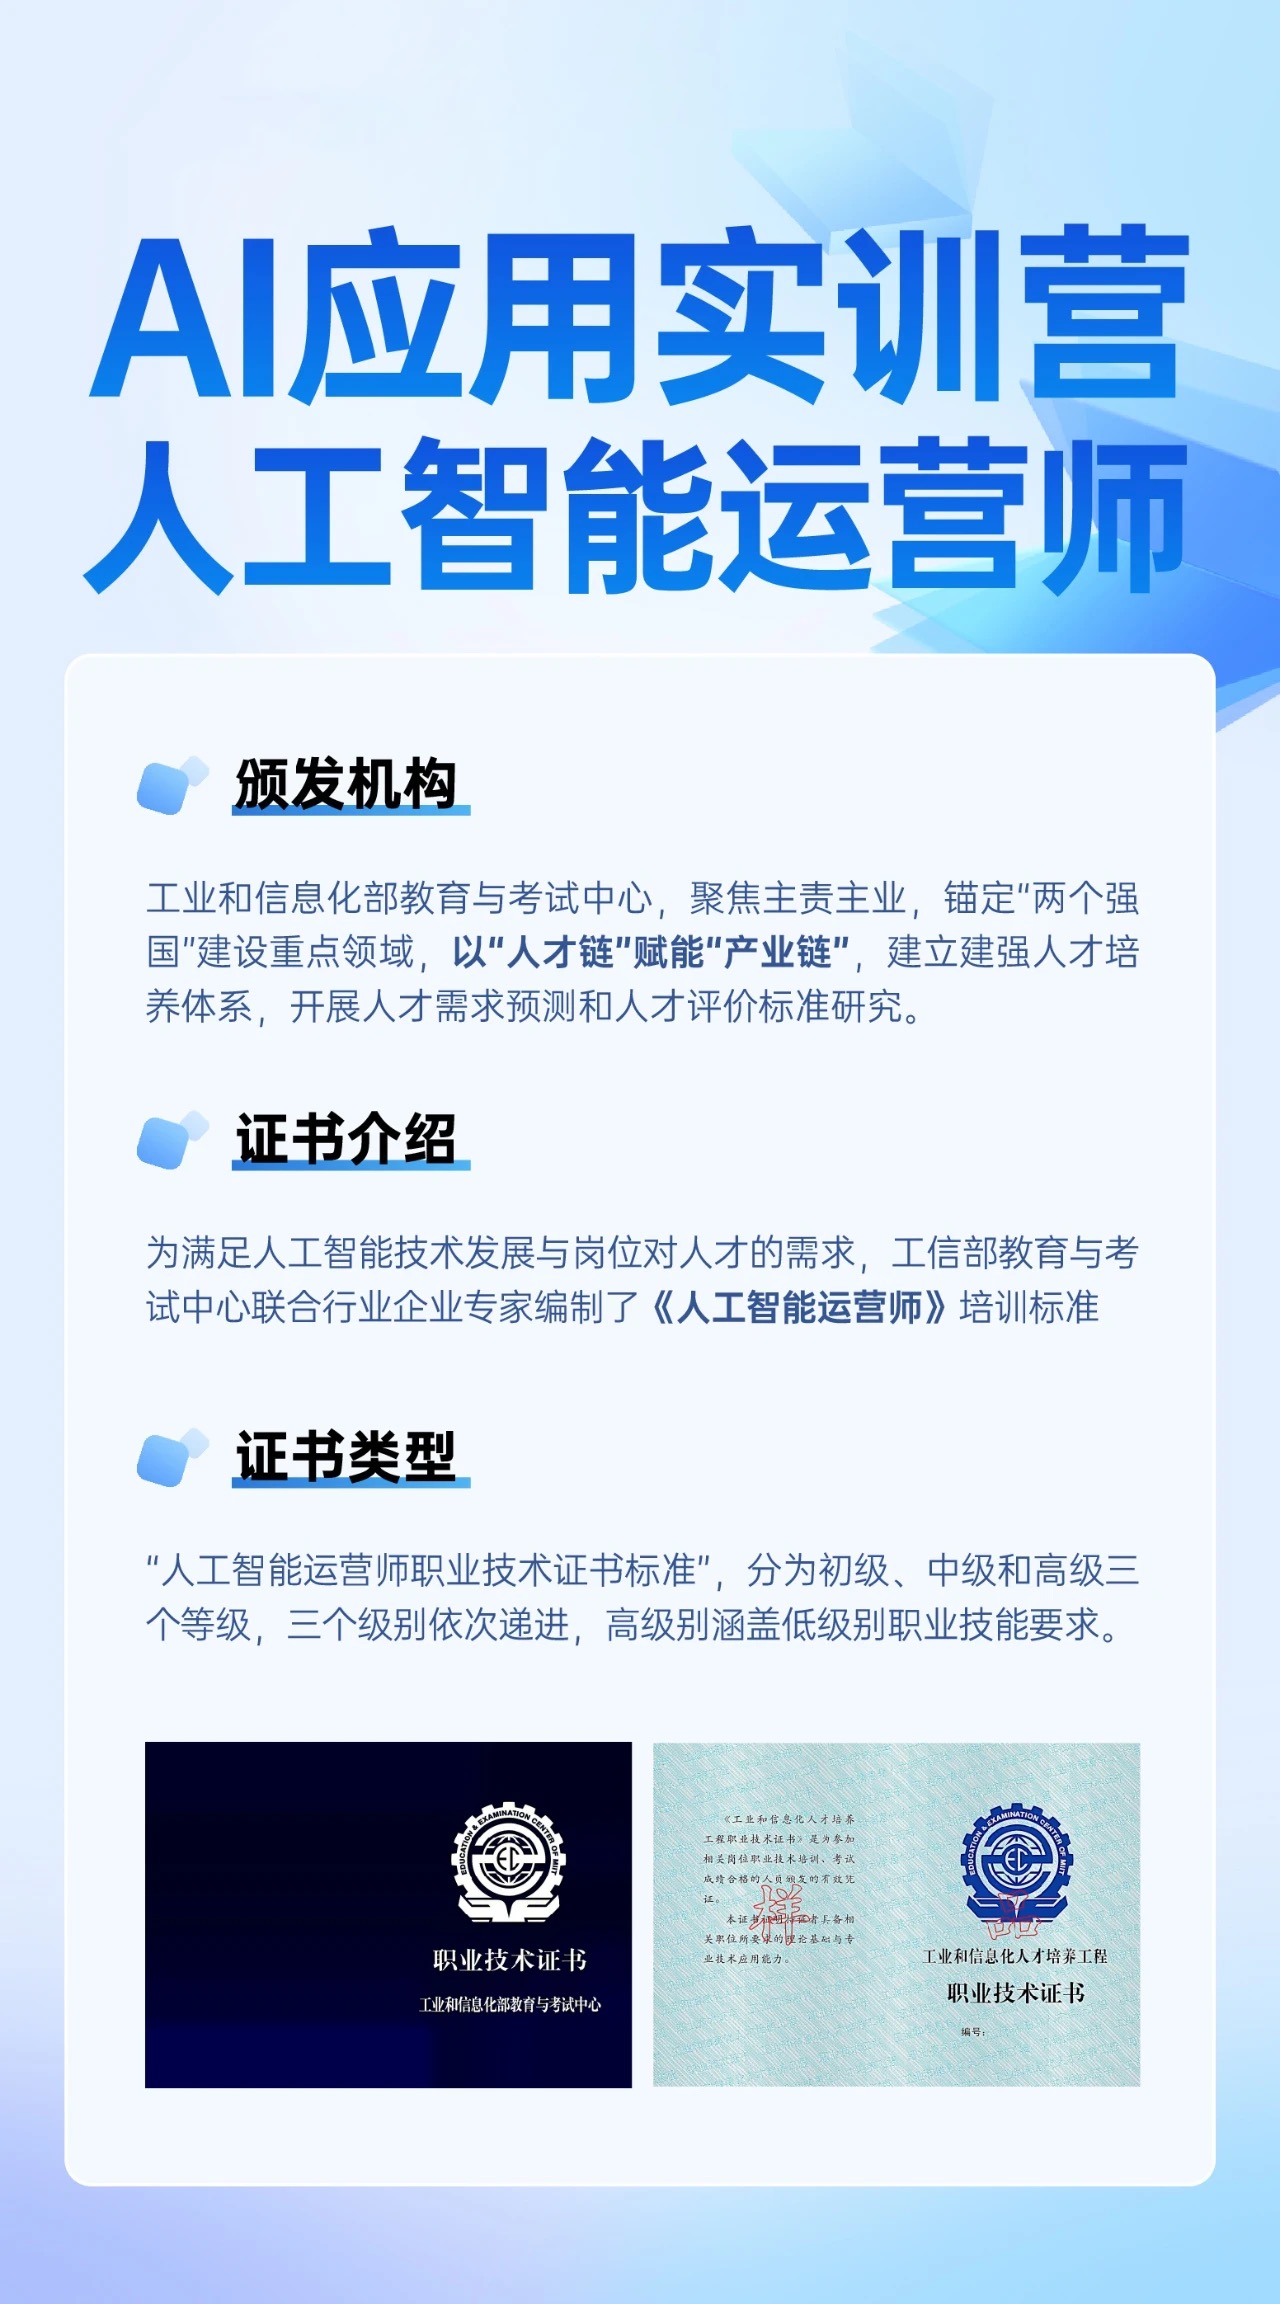 AI应用实训营
人工智能运营师
颁发机构
工业和信息化部教育与考试中心，聚焦主责主业，锚定“两个强
国”建设重点领域，以“人才链”赋能“产业链”，建立建强人才培
养体系，开展人才需求预测和人才评价标准研究。
证书介绍
为满足人工智能技术发展与岗位对人才的需求，工信部教育与考
试中心联合行业企业专家编制了《人工智能运营师》培训标准
证书类型
“人工智能运营师职业技术证书标准”，分为初级、中级和高级三
个等级，三个级别依次递进，高级别涵盖低级别职业技能要求。
EDUCATION & EXAMINATION CENTER OF MIIT
EC
职业技术证书
工业和信息化部教育与考试中心
《工业和信息化人才培养
工程职业技术证书》是为参加
相关岗位职业技术培训、考试
成绩合格的人员颁发的有效凭
证。
本证书证明持证者具备相
关职位所要求的理论基础与专
业技术应用能力。
样
EDUCATION & EXAMINATION CENTER OF MIIT
EC
品
工业和信息化人才培养工程
职业技术证书
编号：